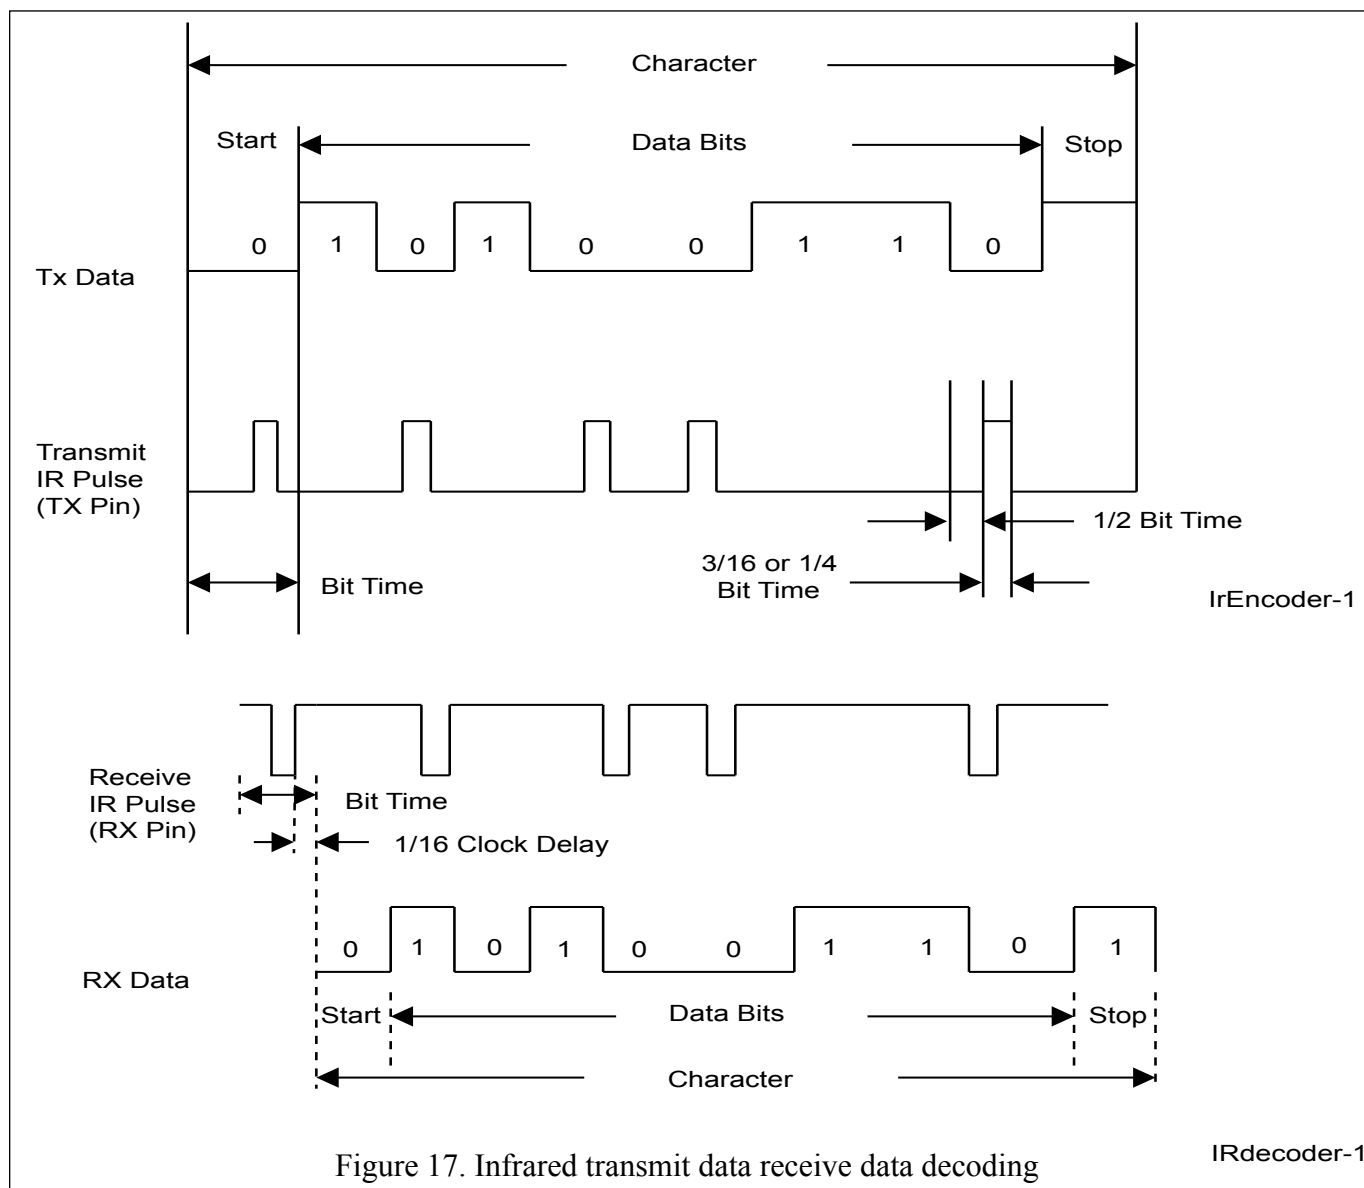 Character
Start
Data Bits
Stop
0 1 0 1 0 0 1 1 0
Tx Data
Transmit
IR Pulse
(TX Pin)
1/2 Bit Time
3/16 or 1/4
Bit Time
Bit Time
IrEncoder-1
Receive
IR Pulse
(RX Pin)
Bit Time
1/16 Clock Delay
0 1 0 1 0 0 1 1 0 1
RX Data
Start
Data Bits
Stop
Character
Figure 17. Infrared transmit data receive data decoding
IRdecoder-1